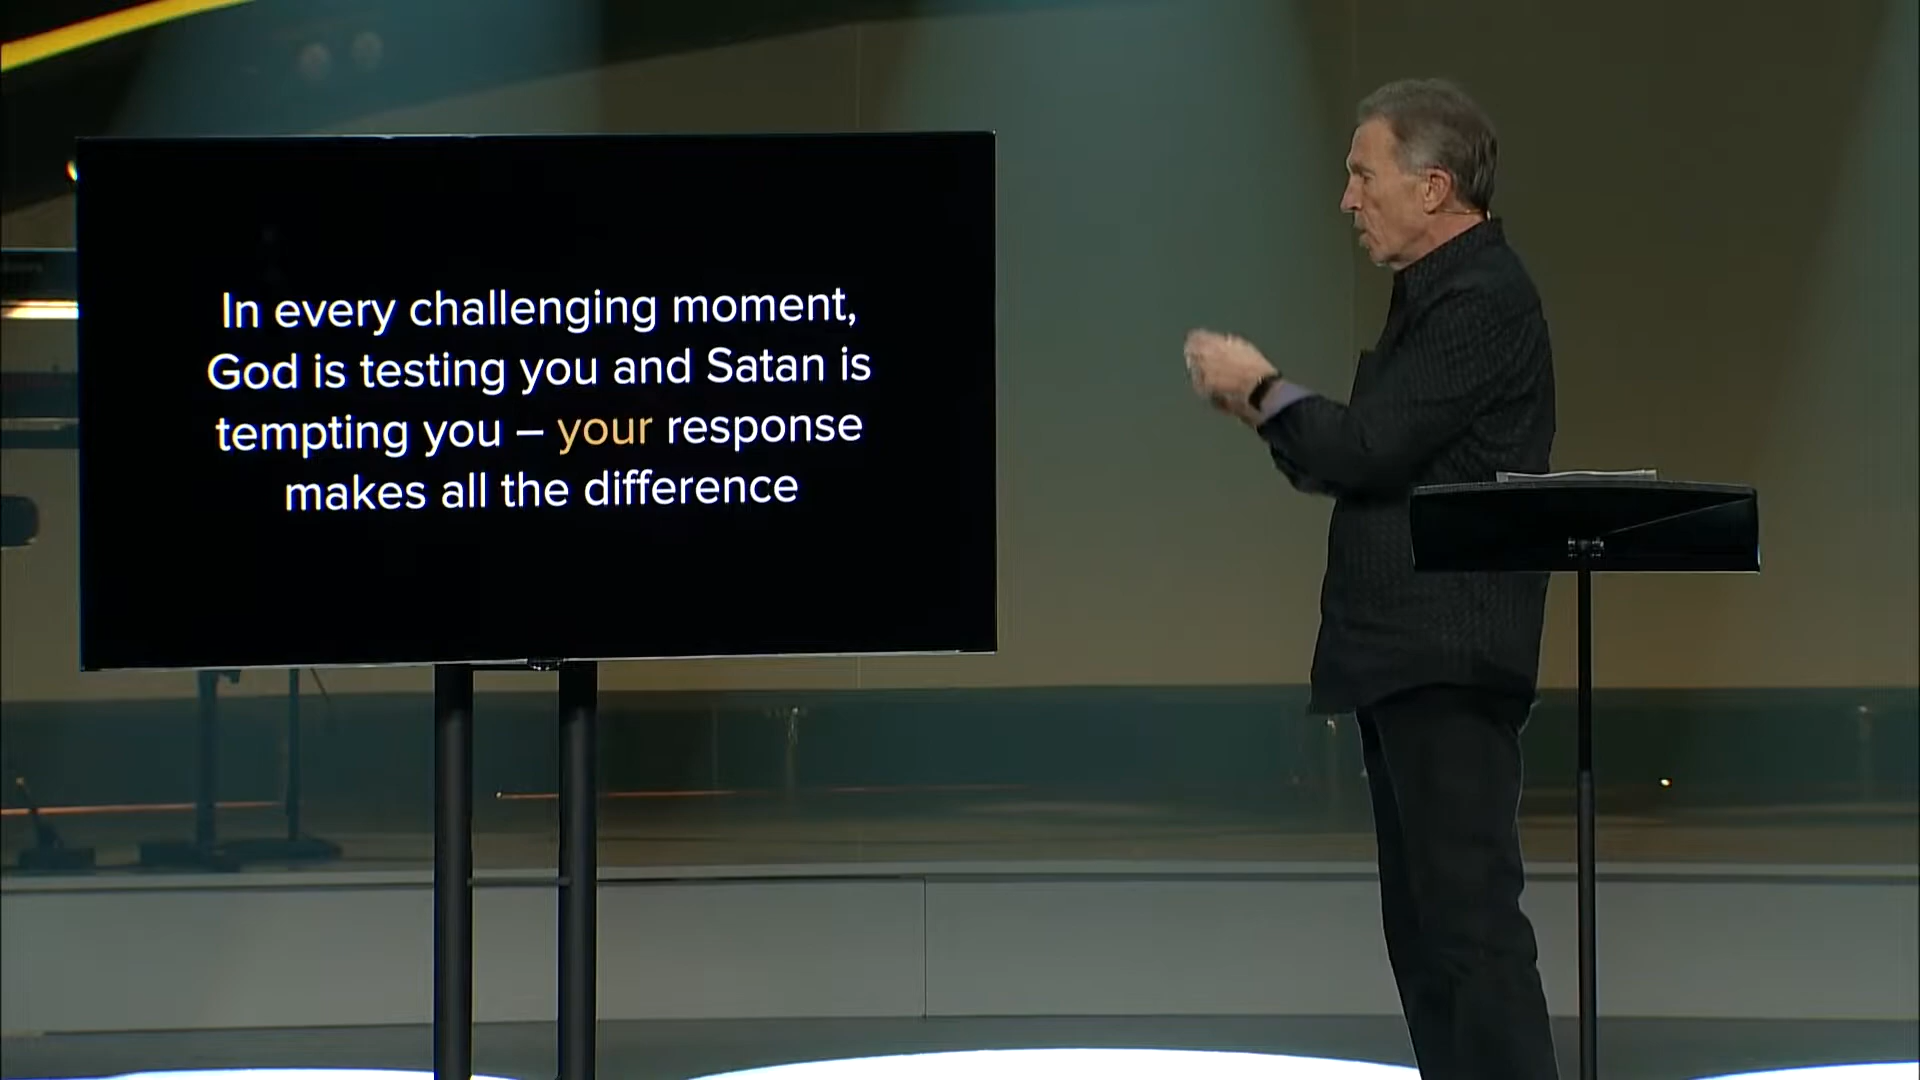 In every challenging moment,
God is testing you and Satan is
tempting you – your response
makes all the difference